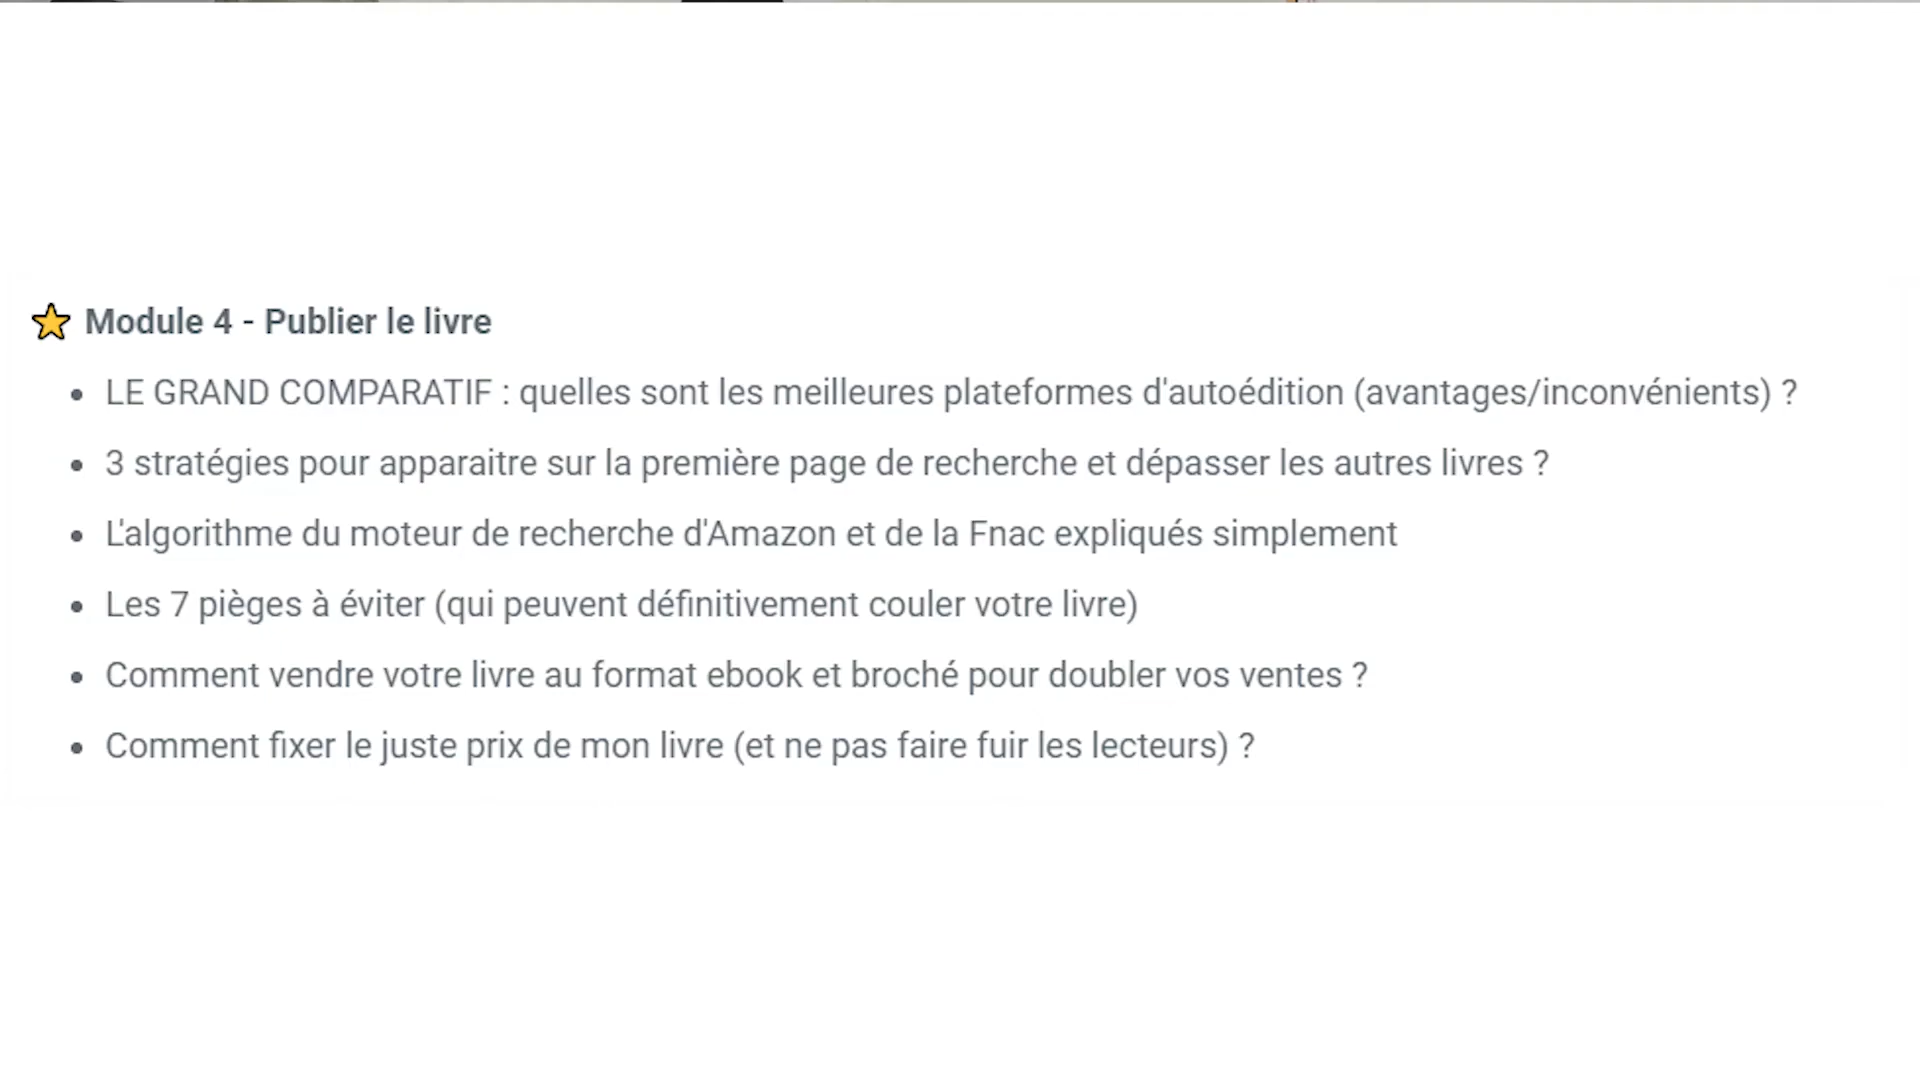 Module 4 - Publier le livre
LE GRAND COMPARATIF : quelles sont les meilleures plateformes d'autoédition (avantages/inconvénients) ?
3 stratégies pour apparaitre sur la première page de recherche et dépasser les autres livres ?
L'algorithme du moteur de recherche d'Amazon et de la Fnac expliqués simplement
Les 7 pièges à éviter (qui peuvent définitivement couler votre livre)
Comment vendre votre livre au format ebook et broché pour doubler vos ventes ?
Comment fixer le juste prix de mon livre (et ne pas faire fuir les lecteurs) ?